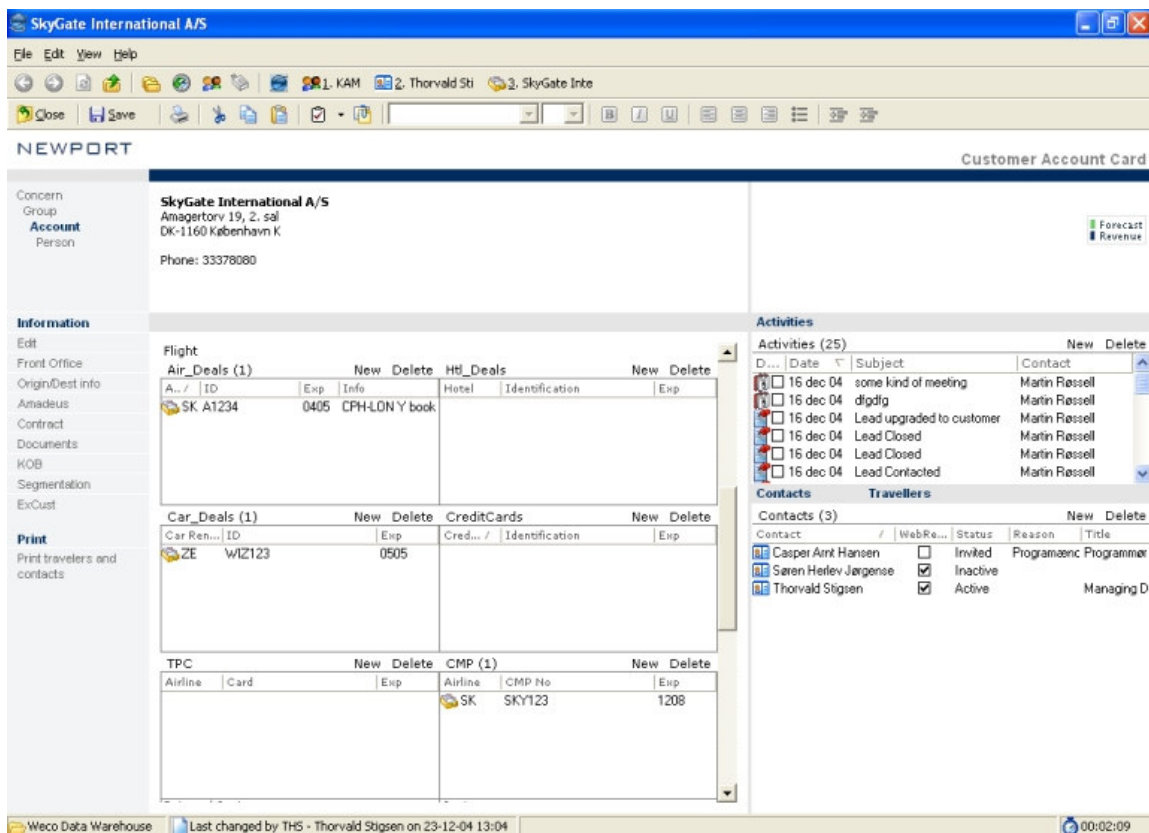 SkyGate International A/S
File Edit View Help
1. KAM 2. Thorvald Sti 3. SkyGate Inte
Close Save B I U
NEWPORT
Customer Account Card
Concern
Group
Account
Person
SkyGate International A/S
Amagertorv 19, 2. sal
DK-1160 København K
Phone: 33378080
Forecast
Revenue
Information
Edit
Front Office
Origin/Dest info
Amadeus
Contract
Documents
KOB
Segmentation
ExCust
Print
Print travelers and
contacts
Flight
Air_Deals (1) New Delete Htl_Deals New Delete
A.. / ID Exp Info Hotel Identification Exp
SK A1234 0405 CPH-LON Y book
Car_Deals (1) New Delete CreditCards New Delete
Car Ren... ID Exp Cred... / Identification Exp
ZE WIZ123 0505
TPC New Delete CMP (1) New Delete
Airline Card Exp Airline CMP No Exp
SK SKY123 1208
Activities
Activities (25) New Delete
D... Date Subject Contact
16 dec 04 some kind of meeting Martin Røssell
16 dec 04 dfgdfg Martin Røssell
16 dec 04 Lead upgraded to customer Martin Røssell
16 dec 04 Lead Closed Martin Røssell
16 dec 04 Lead Closed Martin Røssell
16 dec 04 Lead Contacted Martin Røssell
Contacts Travellers
Contacts (3) New Delete
Contact / WebRe... Status Reason Title
Casper Arnt Hansen Invited Programænc Programmør
Søren Herlev Jørgense Inactive
Thorvald Stigsen Active Managing D
Weco Data Warehouse Last changed by THS - Thorvald Stigsen on 23-12-04 13:04 00:02:09